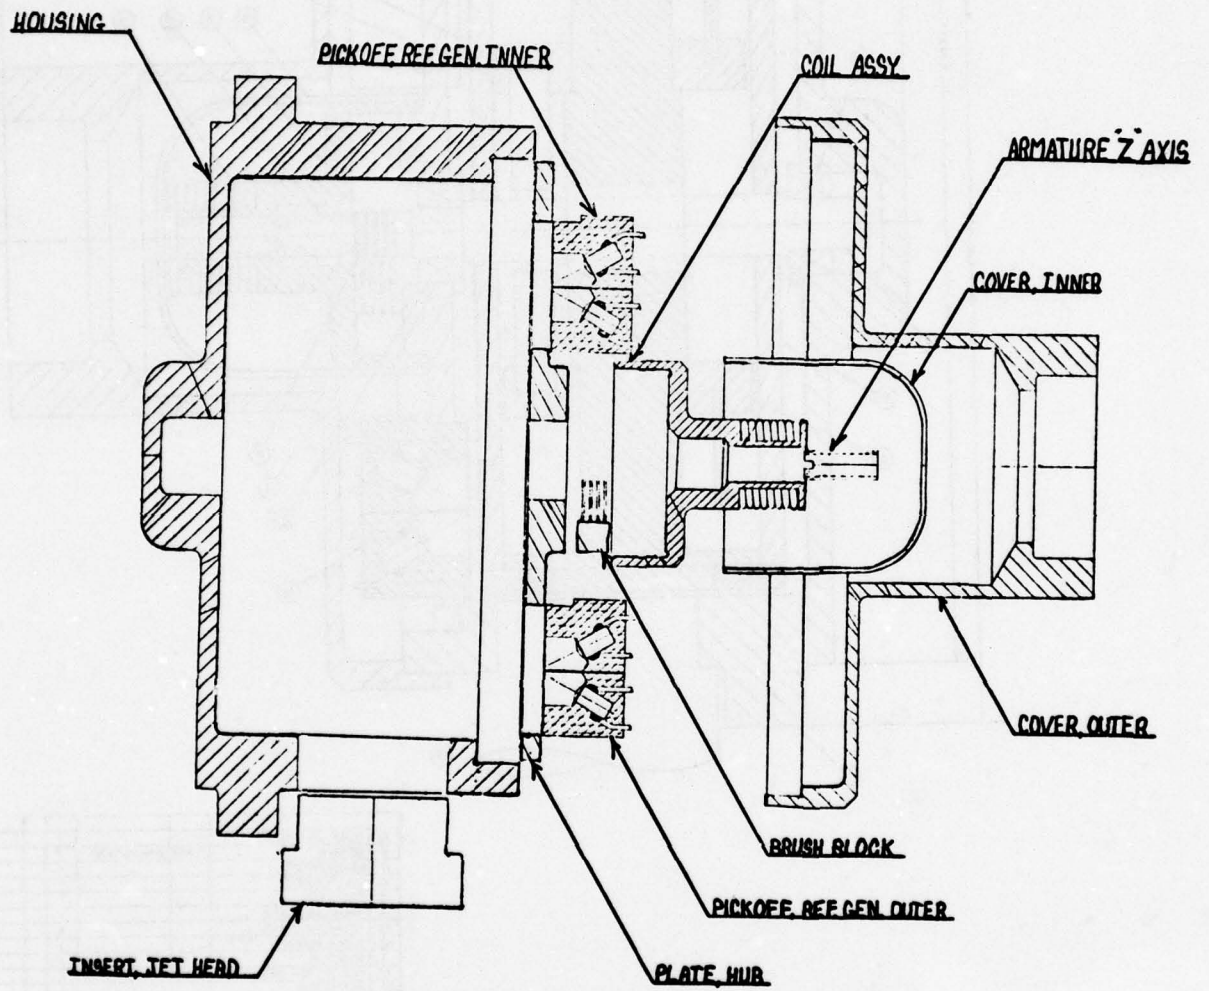 HOUSING
PICKOFF, REF. GEN. INNER
COIL ASSY
ARMATURE "Z" AXIS
COVER, INNER
COVER, OUTER
BRUSH BLOCK
PICKOFF, REF. GEN. OUTER
INSERT, JET HEAD
PLATE, HUB